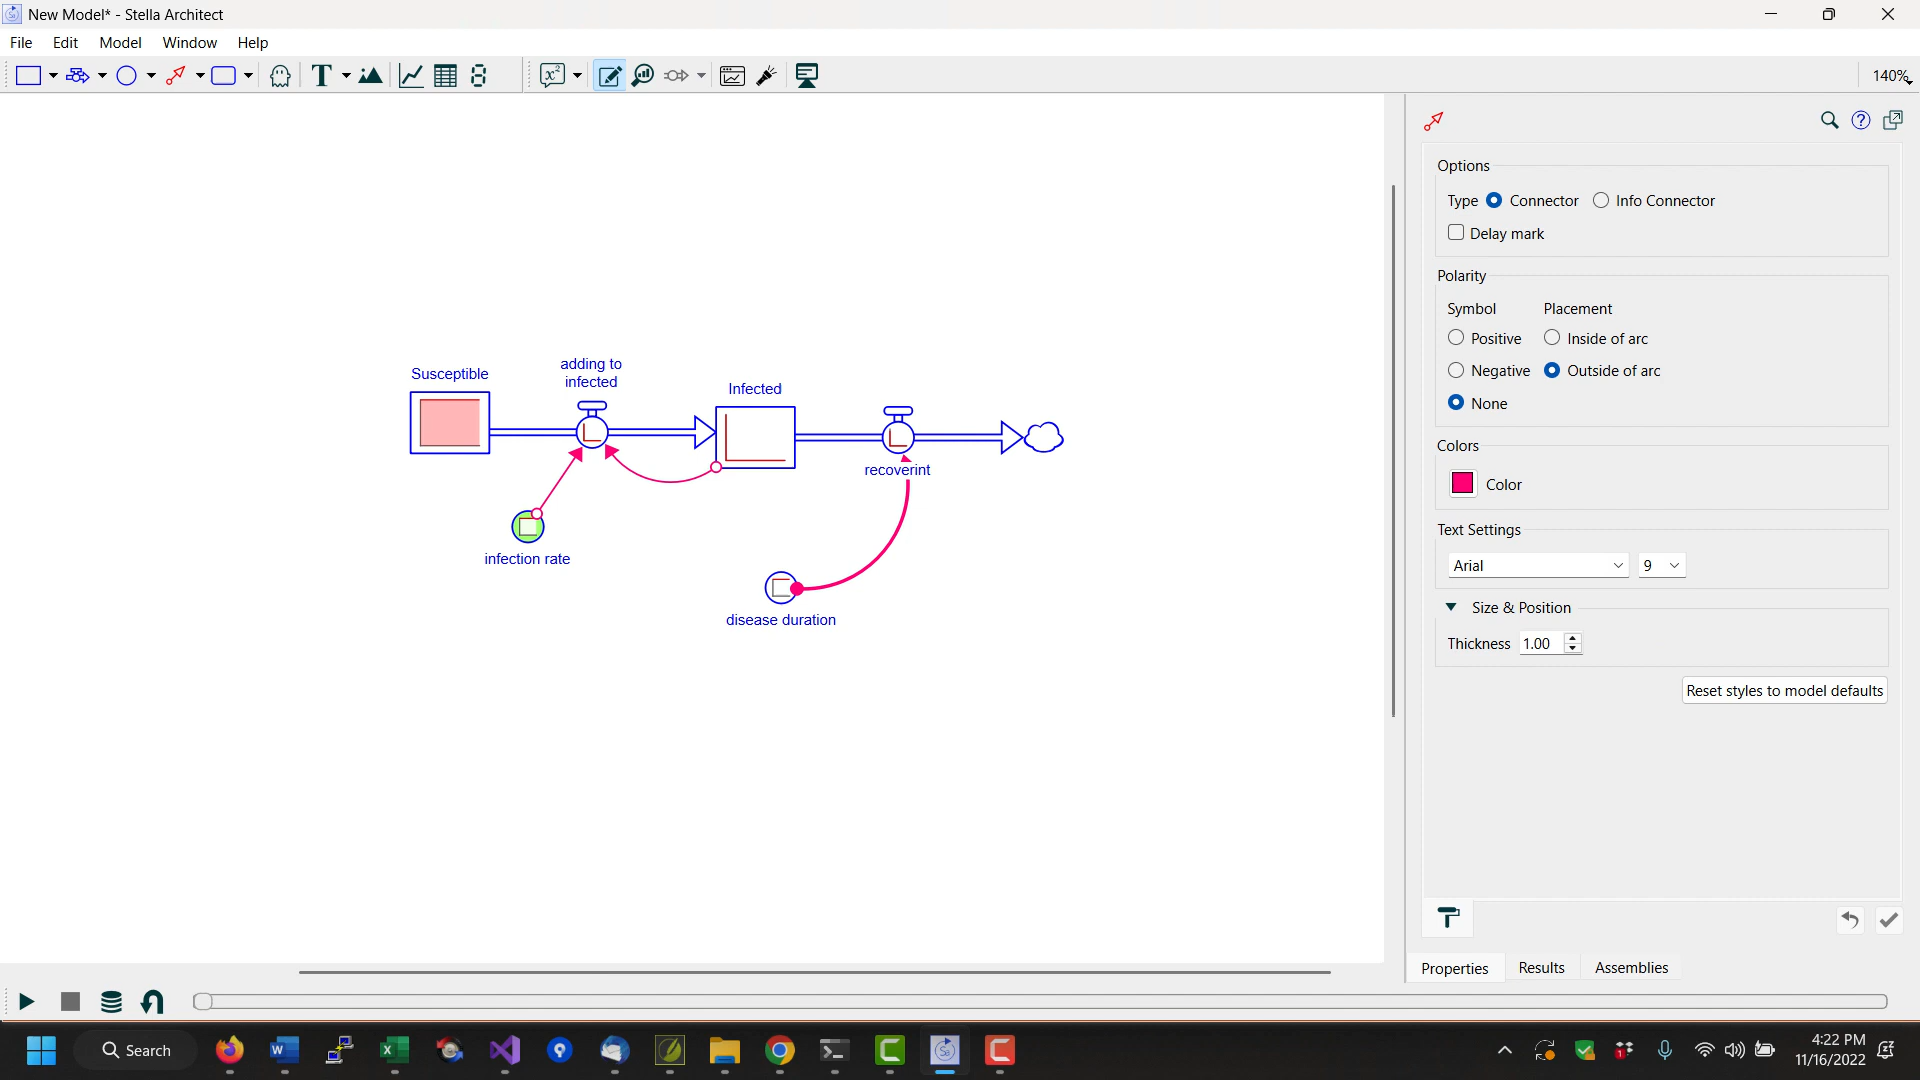 New Model* - Stella Architect
File Edit Model Window Help
T x² 140%
Options
Type Connector Info Connector
Delay mark
Polarity
Symbol Placement
Positive Inside of arc
Negative Outside of arc
None
Colors
Color
Text Settings
Arial 9
Size & Position
Thickness 1.00
Reset styles to model defaults
Properties Results Assemblies
Susceptible
adding to
infected
Infected
recoverint
infection rate
disease duration
Search
4:22 PM
11/16/2022